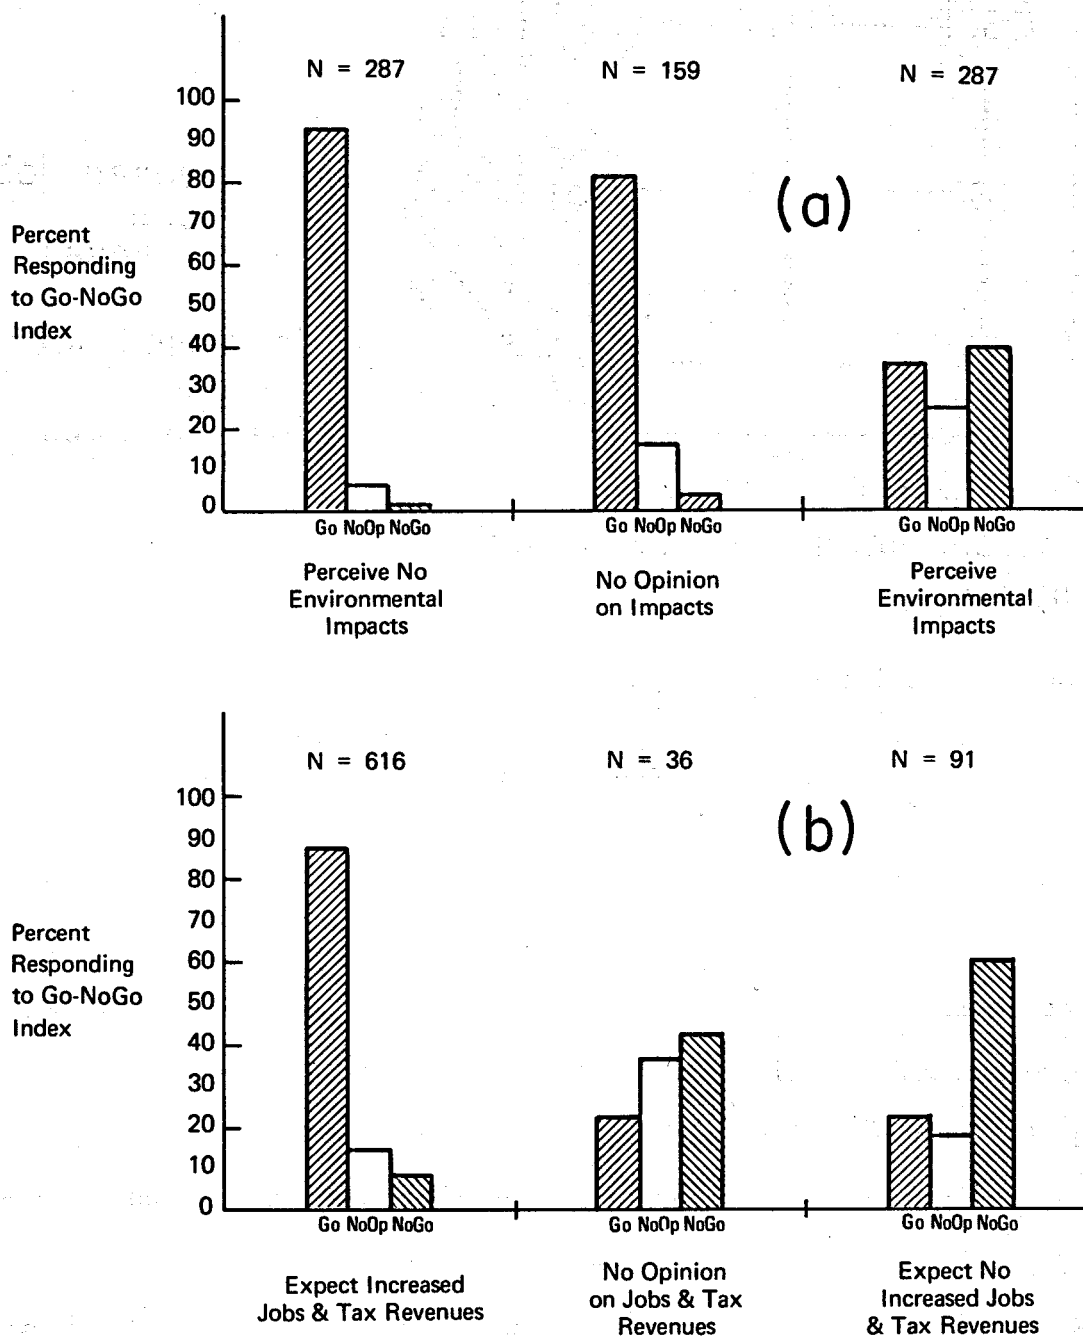 N = 287
N = 159
N = 287
100
90
80
70
60
50
40
30
20
10
0
Percent
Responding
to Go-NoGo
Index
(a)
Go NoOp NoGo
Go NoOp NoGo
Go NoOp NoGo
Perceive No
Environmental
Impacts
No Opinion
on Impacts
Perceive
Environmental
Impacts
N = 616
N = 36
N = 91
100
90
80
70
60
50
40
30
20
10
0
Percent
Responding
to Go-NoGo
Index
(b)
Go NoOp NoGo
Go NoOp NoGo
Go NoOp NoGo
Expect Increased
Jobs & Tax Revenues
No Opinion
on Jobs & Tax
Revenues
Expect No
Increased Jobs
& Tax Revenues